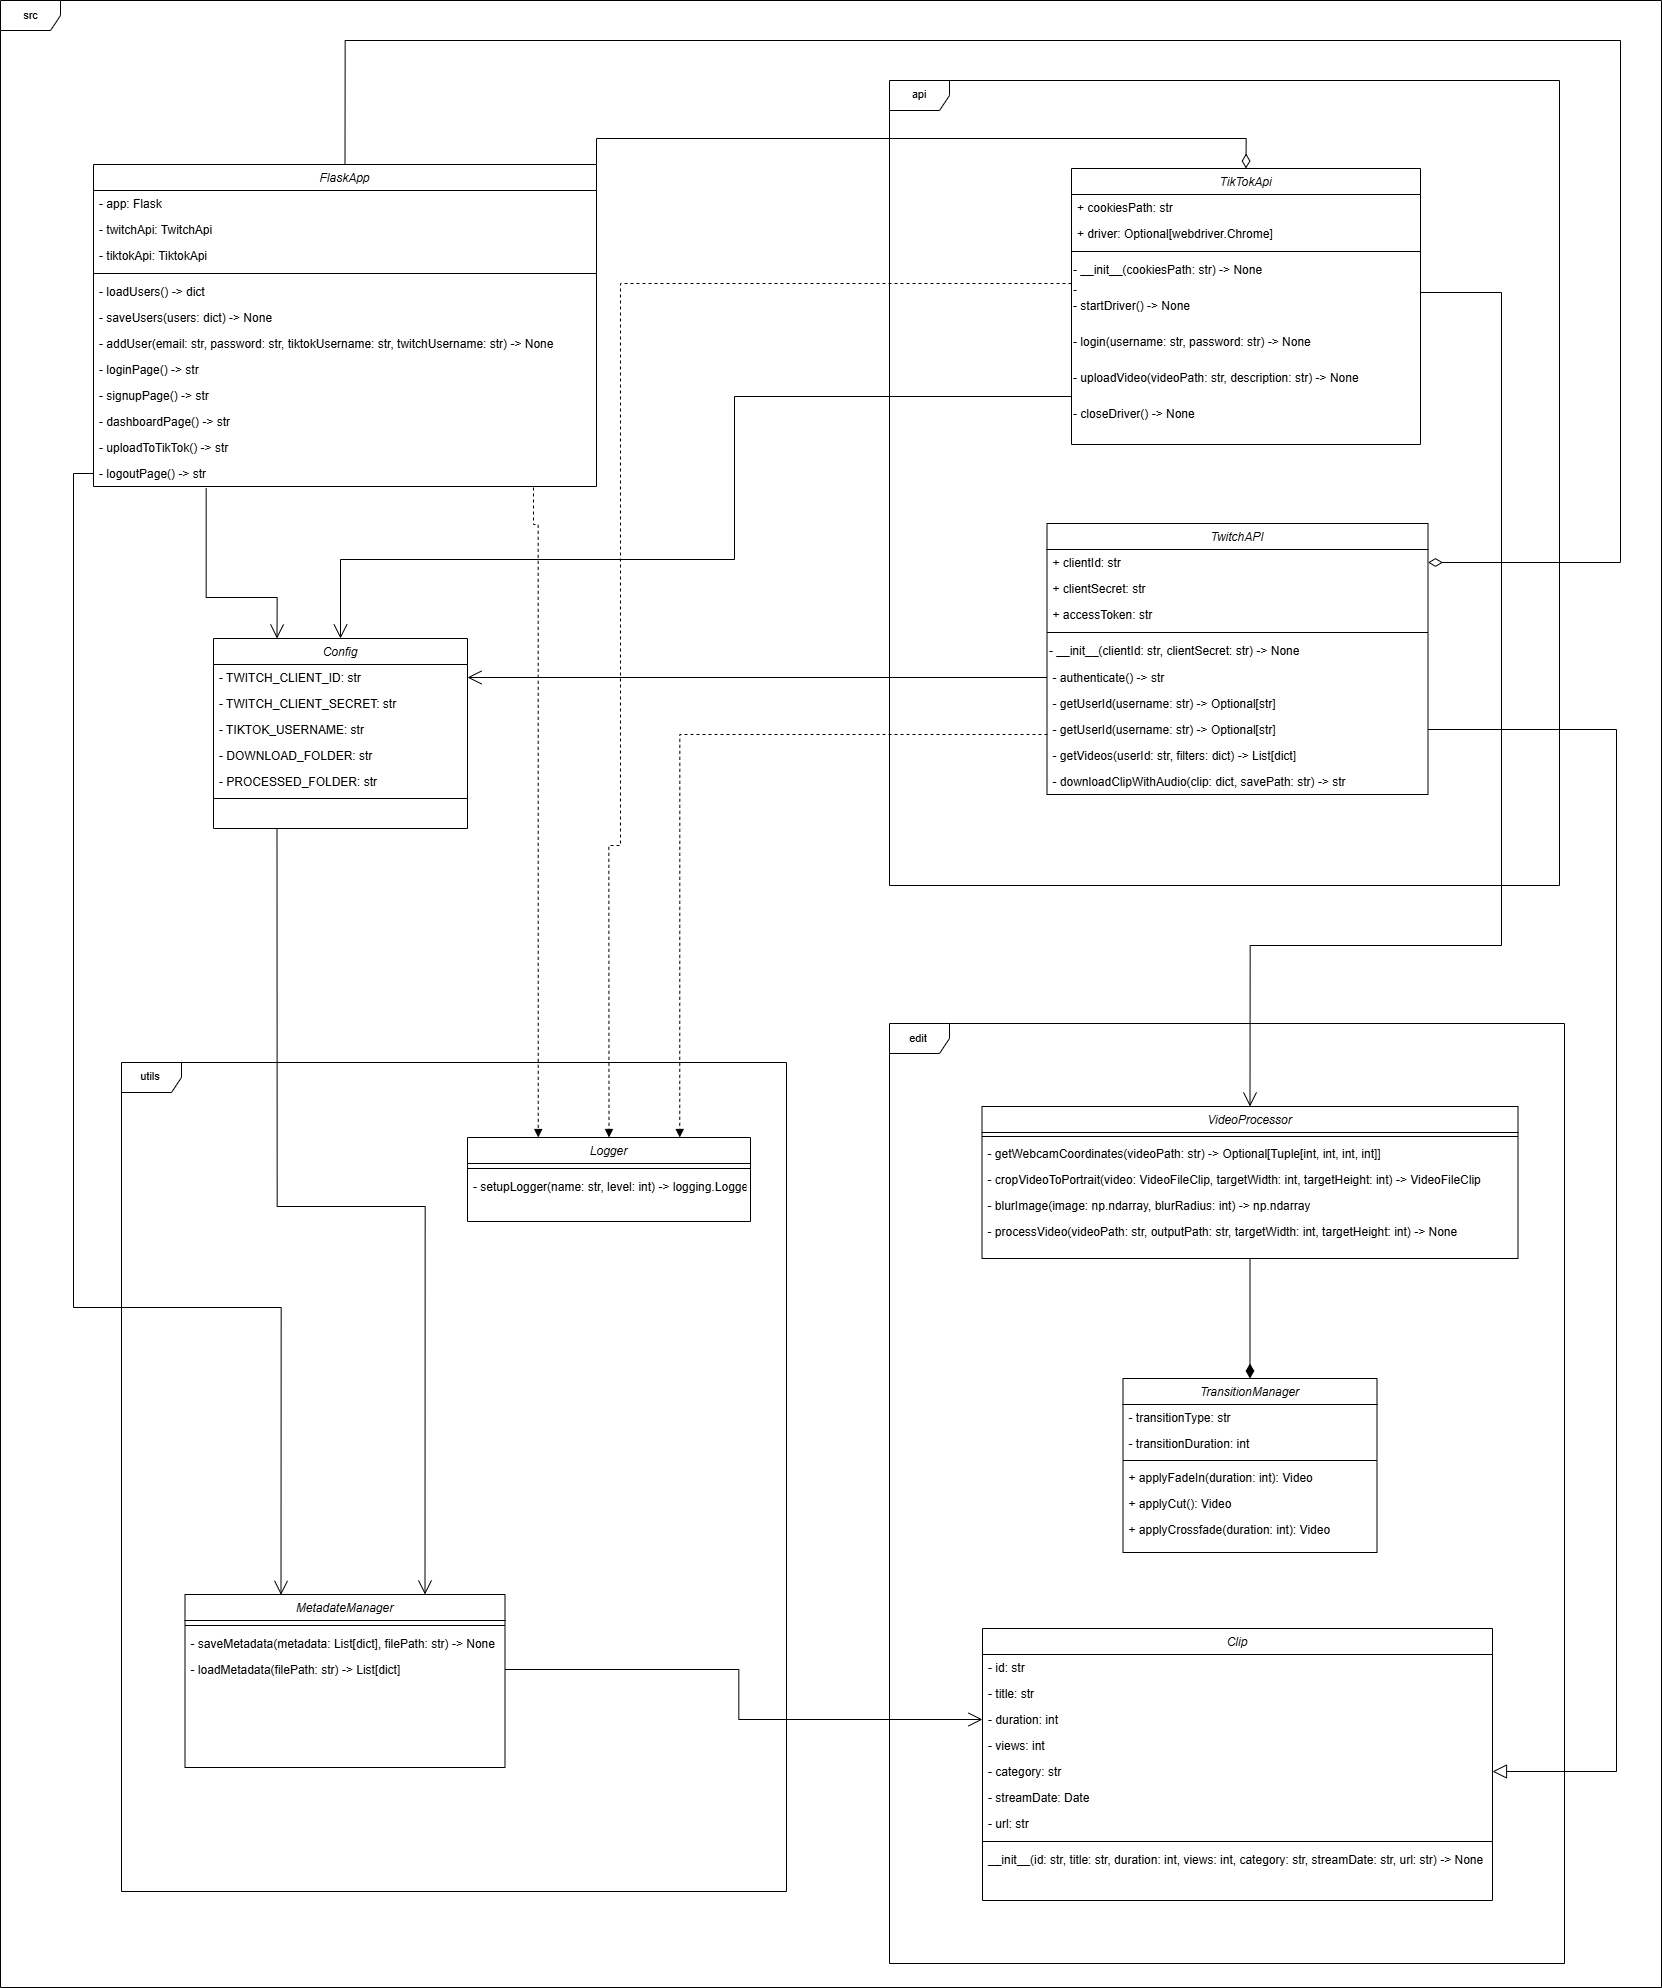 src
api
FlaskApp
- app: Flask
- twitchApi: TwitchApi
- tiktokApi: TiktokApi
- loadUsers() -> dict
- saveUsers(users: dict) -> None
- addUser(email: str, password: str, tiktokUsername: str, twitchUsername: str) -> None
- loginPage() -> str
- signupPage() -> str
- dashboardPage() -> str
- uploadToTikTok() -> str
- logoutPage() -> str
TikTokApi
+ cookiesPath: str
+ driver: Optional[webdriver.Chrome]
- __init__(cookiesPath: str) -> None
-
- startDriver() -> None
- login(username: str, password: str) -> None
- uploadVideo(videoPath: str, description: str) -> None
- closeDriver() -> None
TwitchAPI
+ clientId: str
+ clientSecret: str
+ accessToken: str
- __init__(clientId: str, clientSecret: str) -> None
- authenticate() -> str
- getUserId(username: str) -> Optional[str]
- getUserId(username: str) -> Optional[str]
- getVideos(userId: str, filters: dict) -> List[dict]
- downloadClipWithAudio(clip: dict, savePath: str) -> str
Config
- TWITCH_CLIENT_ID: str
- TWITCH_CLIENT_SECRET: str
- TIKTOK_USERNAME: str
- DOWNLOAD_FOLDER: str
- PROCESSED_FOLDER: str
utils
Logger
- setupLogger(name: str, level: int) -> logging.Logge
MetadateManager
- saveMetadata(metadata: List[dict], filePath: str) -> None
- loadMetadata(filePath: str) -> List[dict]
edit
VideoProcessor
- getWebcamCoordinates(videoPath: str) -> Optional[Tuple[int, int, int, int]]
- cropVideoToPortrait(video: VideoFileClip, targetWidth: int, targetHeight: int) -> VideoFileClip
- blurImage(image: np.ndarray, blurRadius: int) -> np.ndarray
- processVideo(videoPath: str, outputPath: str, targetWidth: int, targetHeight: int) -> None
TransitionManager
- transitionType: str
- transitionDuration: int
+ applyFadeIn(duration: int): Video
+ applyCut(): Video
+ applyCrossfade(duration: int): Video
Clip
- id: str
- title: str
- duration: int
- views: int
- category: str
- streamDate: Date
- url: str
__init__(id: str, title: str, duration: int, views: int, category: str, streamDate: str, url: str) -> None